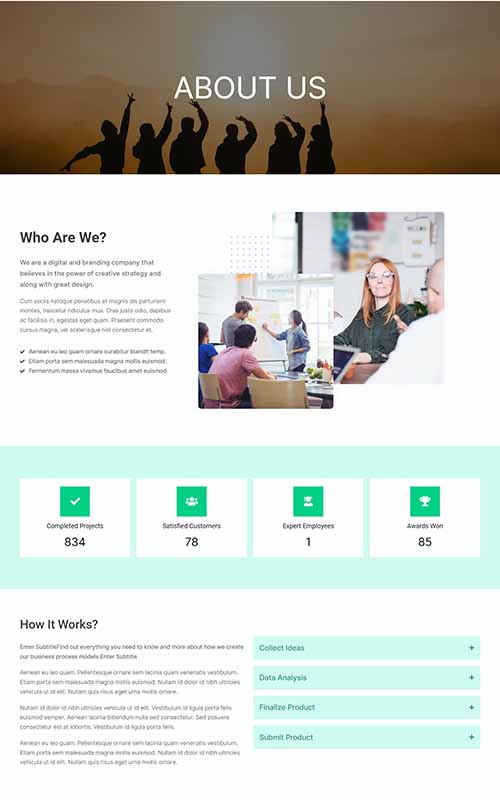 ABOUT US
Who Are We?
We are a digital and branding company that
believes in the power of creative strategy and
along with great design.
Cum sociis natoque penatibus et magnis dis parturient
montes, nascetur ridiculus mus. Cras justo odio, dapibus
ac facilisis in, egestas eget quam. Praesent commodo
cursus magna, vel scelerisque nisl consectetur et.
Aenean eu leo quam ornare curabitur blandit temp.
Etiam porta sem malesuada magna mollis euismod.
Fermentum massa vivamus faucibus amet euismod.
Completed Projects
834
Satisfied Customers
78
Expert Employees
1
Awards Won
85
How It Works?
Enter SubtitleFind out everything you need to know and more about how we create
our business process models.Enter Subtitle
Aenean eu leo quam. Pellentesque ornare sem lacinia quam venenatis vestibulum.
Etiam porta sem malesuada magna mollis euismod. Nullam id dolor id nibh ultricies
vehicula ut id elit. Nullam quis risus eget urna mollis ornare.
Nullam id dolor id nibh ultricies vehicula ut id elit. Vestibulum id ligula porta felis
euismod semper. Aenean lacinia bibendum nulla sed consectetur. Sed posuere
consectetur est at lobortis. Vestibulum id ligula porta felis.
Aenean eu leo quam. Pellentesque ornare sem lacinia quam venenatis vestibulum.
Etiam porta sem malesuada magna mollis euismod. Nullam id dolor id nibh ultricies
vehicula ut id elit. Nullam quis risus eget urna mollis ornare.
Collect Ideas +
Data Analysis +
Finalize Product +
Submit Product +